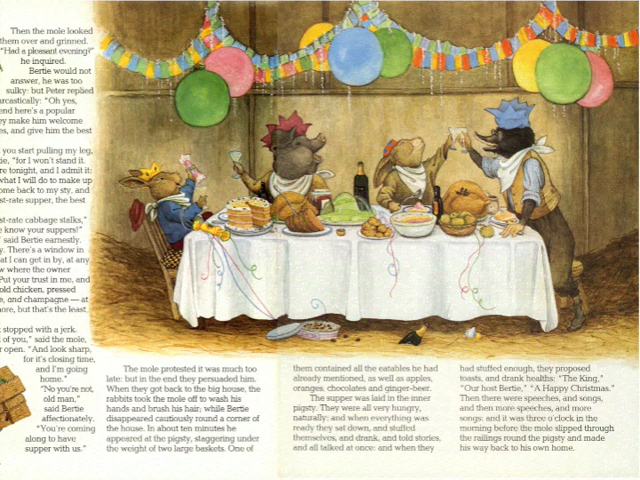 Then the mole looked
them over and grinned.
"Had a pleasant evening?"
he inquired.
Bertie would not
answer, he was too
sulky: but Peter replied
"Oh yes,
end here's a popular
make him welcome
and give him the best
you start pulling my leg,
"for I won't stand it.
tonight, and I admit it:
what I will do to make up
come back to my sty, and
supper, the best
cabbage stalks,"
know your suppers!"
said Bertie earnestly.
There's a window in
that I can get in by, at any
where the owner
Put your trust in me, and
cold chicken, pressed
and champagne — at
more, but that's the least,
stopped with a jerk.
of you," said the mole,
open. "And look sharp,
for it's closing time,
and I'm going
home."
"No you're not,
old man,"
said Bertie
affectionately.
"You're coming
along to have
supper with us."
The mole protested it was much too
late: but in the end they persuaded him.
When they got back to the big house, the
rabbits took the mole off to wash his
hands and brush his hair; while Bertie
disappeared cautiously round a corner of
the house. In about ten minutes he
appeared at the pigsty, staggering under
the weight of two large baskets. One of
them contained all the eatables he had
already mentioned, as well as apples,
oranges, chocolates and ginger-beer.
The supper was laid in the inner
pigsty. They were all very hungry,
naturally: and when everything was
ready they sat down, and stuffed
themselves, and drank, and told stories,
and all talked at once: and when they
had stuffed enough, they proposed
toasts, and drank healths: "The King,"
"Our host Bertie," "A Happy Christmas."
Then there were speeches, and songs,
and then more speeches, and more
songs: and it was three o'clock in the
morning before the mole slipped through
the railings round the pigsty and made
his way back to his own home.